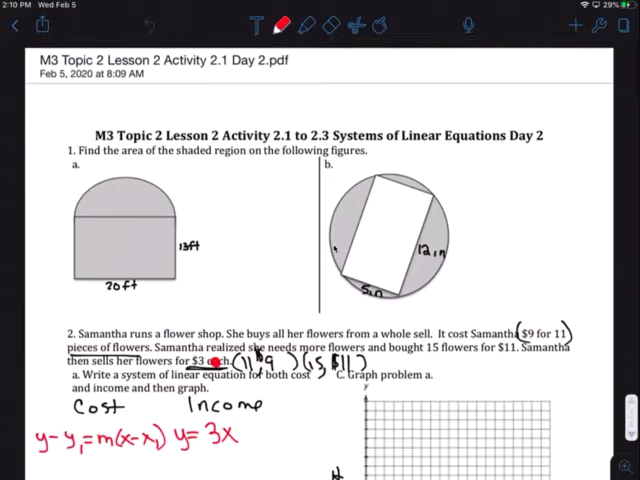 2:10 PM Wed Feb 5
29%
M3 Topic 2 Lesson 2 Activity 2.1 Day 2.pdf
Feb 5, 2020 at 8:09 AM
M3 Topic 2 Lesson 2 Activity 2.1 to 2.3 Systems of Linear Equations Day 2
1. Find the area of the shaded region on the following figures.
a.
b.
13ft
20ft
12in
5in
2. Samantha runs a flower shop. She buys all her flowers from a whole sell. It cost Samantha ($9 for 11)
pieces of flowers. Samantha realized she needs more flowers and bought 15 flowers for $11. Samantha
then sells her flowers for $3 each. (11, $9) (15, $11)
a. Write a system of linear equation for both cost
and income and then graph.
C. Graph problem a.
Cost
Income
y
y-y₁=m(x-x₁)
y=3x